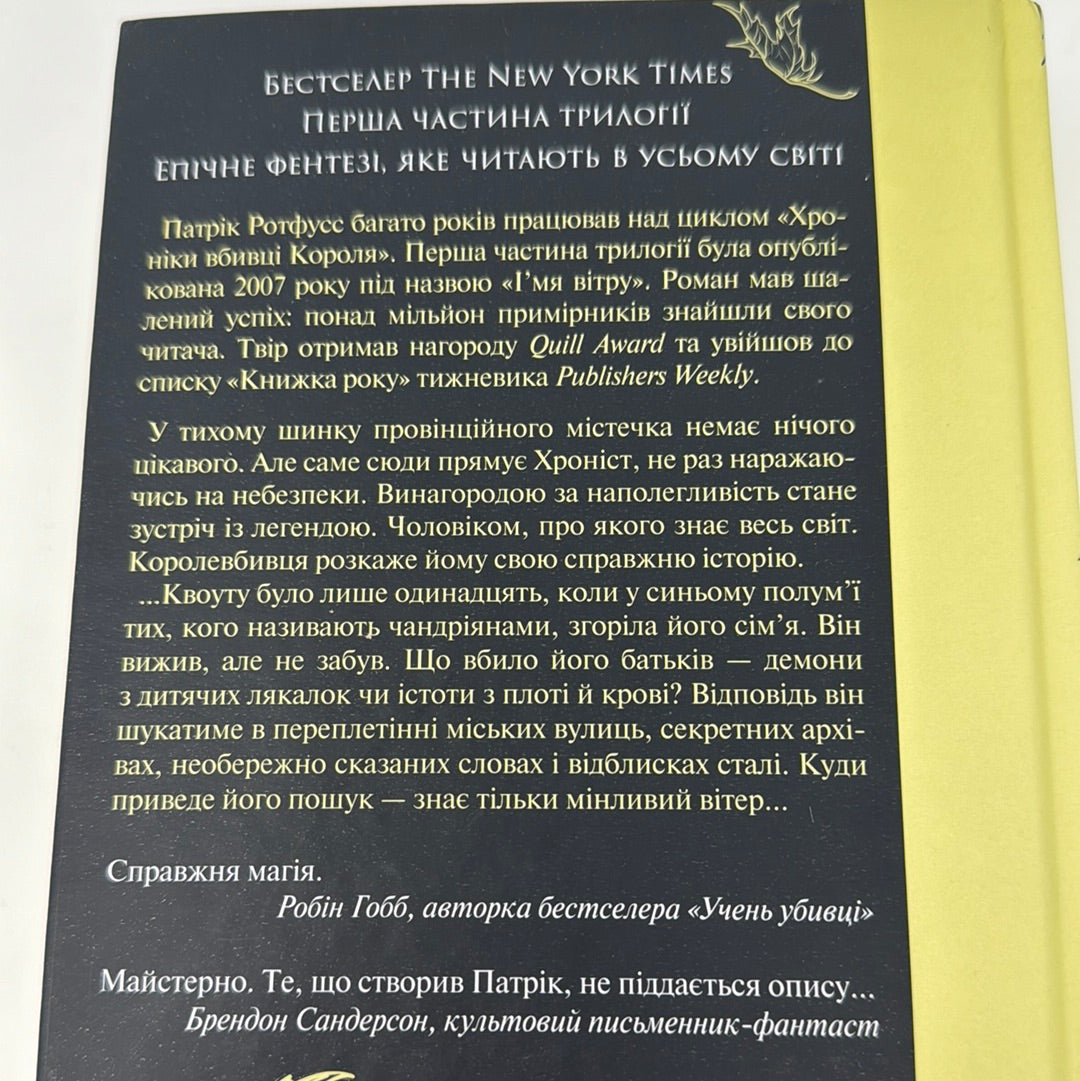 Бестселер The New York Times
Перша частина трилогії
Епічне фентезі, яке читають в усьому світі
Патрік Ротфусс багато років працював над циклом «Хро-
ніки вбивці Короля». Перша частина трилогії була опублі-
кована 2007 року під назвою «І’мя вітру». Роман мав ша-
лений успіх: понад мільйон примірників знайшли свого
читача. Твір отримав нагороду Quill Award та увійшов до
списку «Книжка року» тижневика Publishers Weekly.
У тихому шинку провінційного містечка немає нічого
цікавого. Але саме сюди прямує Хроніст, не раз наражаю-
чись на небезпеки. Винагородою за наполегливість стане
зустріч із легендою. Чоловіком, про якого знає весь світ.
Королевбивця розкаже йому свою справжню історію.
...Квоуту було лише одинадцять, коли у синьому полум’ї
тих, кого називають чандріянами, згоріла його сім’я. Він
вижив, але не забув. Що вбило його батьків — демони
з дитячих лякалок чи істоти з плоті й крові? Відповідь він
шукатиме в переплетінні міських вулиць, секретних архі-
вах, необережно сказаних словах і відблисках сталі. Куди
приведе його пошук — знає тільки мінливий вітер...
Справжня магія.
Робін Гобб, авторка бестселера «Учень убивці»
Майстерно. Те, що створив Патрік, не піддається опису...
Брендон Сандерсон, культовий письменник-фантаст